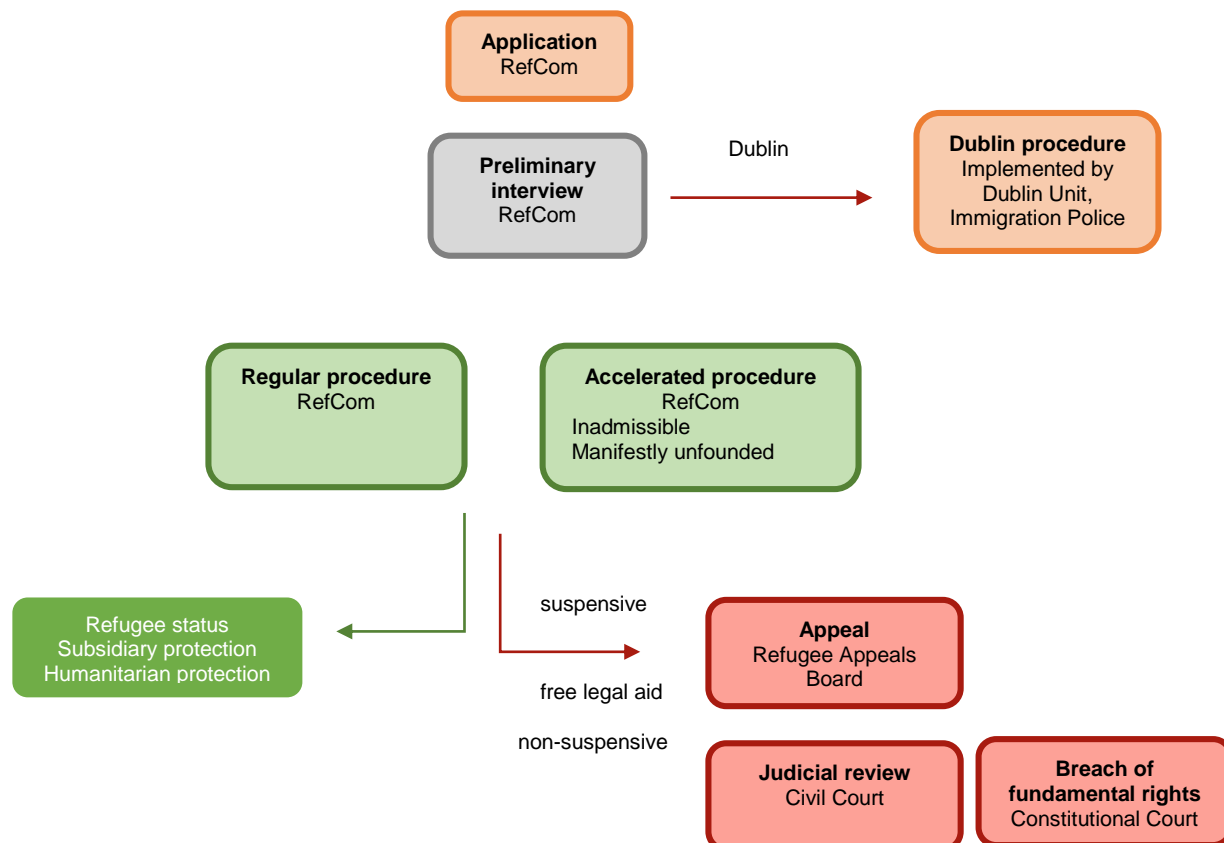 Application
RefCom
Preliminary
interview
RefCom
Dublin
Dublin procedure
Implemented by
Dublin Unit,
Immigration Police
Regular procedure
RefCom
Accelerated procedure
RefCom
Inadmissible
Manifestly unfounded
Refugee status
Subsidiary protection
Humanitarian protection
suspensive
free legal aid
non-suspensive
Appeal
Refugee Appeals
Board
Judicial review
Civil Court
Breach of
fundamental rights
Constitutional Court